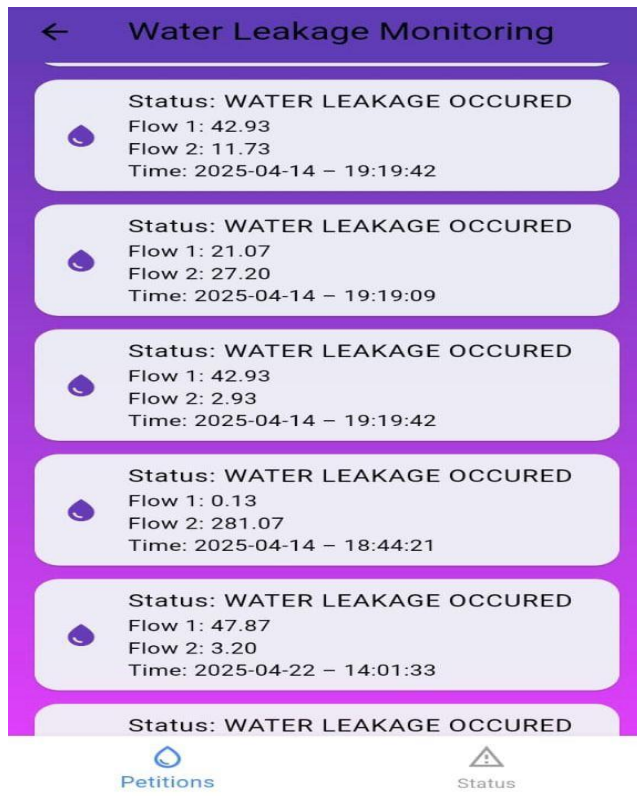 Water Leakage Monitoring
Status: WATER LEAKAGE OCCURED
Flow 1: 42.93
Flow 2: 11.73
Time: 2025-04-14 – 19:19:42
Status: WATER LEAKAGE OCCURED
Flow 1: 21.07
Flow 2: 27.20
Time: 2025-04-14 – 19:19:09
Status: WATER LEAKAGE OCCURED
Flow 1: 42.93
Flow 2: 2.93
Time: 2025-04-14 – 19:19:42
Status: WATER LEAKAGE OCCURED
Flow 1: 0.13
Flow 2: 281.07
Time: 2025-04-14 – 18:44:21
Status: WATER LEAKAGE OCCURED
Flow 1: 47.87
Flow 2: 3.20
Time: 2025-04-22 – 14:01:33
Status: WATER LEAKAGE OCCURED
Petitions
Status